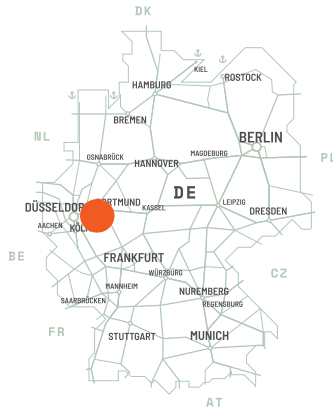 DK
KIEL
ROSTOCK
HAMBURG
BREMEN
BERLIN
NL
OSNABRÜCK
HANNOVER
MAGDEBURG
PL
DE
DORTMUND
KASSEL
LEIPZIG
DÜSSELDORF
DRESDEN
AACHEN
KÖLN
BE
FRANKFURT
WÜRZBURG
CZ
MANNHEIM
NUREMBERG
SAARBRÜCKEN
REGENSBURG
FR
STUTTGART
MUNICH
AT